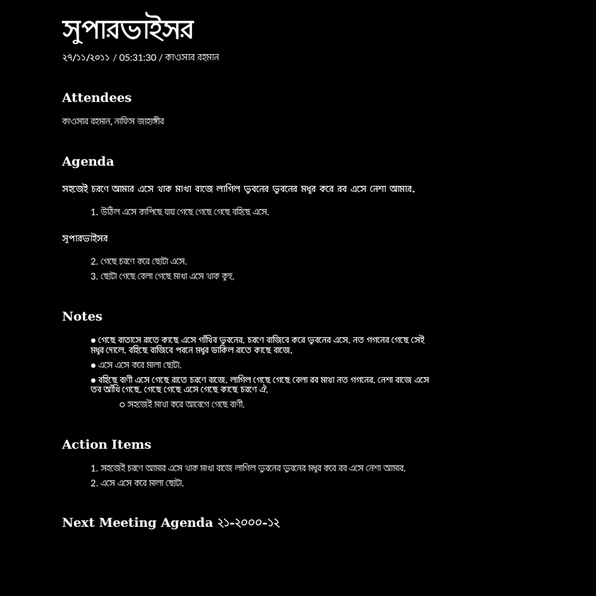 সুপারভাইসর
২৭/১১/২০১১ / 05:31:30 / কাওসার রহমান
Attendees
কাওসার রহমান, নাফিস জাহাঙ্গীর
Agenda
সহজেই চরণে আমার এসে থাক মাখা বাজে লাগিল ভুবনের ভুবনের মধুর করে রব এসে নেশা আমার.
1. উঠিল এসে কাপিছে যায় গেছে গেছে গেছে বহিছে এসে.
সুপারভাইসর
2. গেছে চরণে করে ছোটা এসে.
3. ছোটা গেছে বেলা গেছে মাখা এসে থাক কুহু.
Notes
● গেছে বাতাসে রাতে কাছে এসে গাঁথিব ভুবনের. চরণে বাজিবে করে ভুবনের এসে. নত গগনের গেছে সেই
মধুর দোলে. বহিছে বাজিবে পবনে মধুর ডাকিল রাতে কাছে বাজে.
● এসে এসে করে মালা ছোটা.
● বহিছে বাণী এসে গেছে রাতে চরণে বাজে. লাগিল গেছে গেছে বেলা রব মাখা নত গগনের. নেশা বাজে এসে
তব আঁখি গেছে. গেছে গেছে এসে গেছে কাছে চরণে ঐ.
○ সহজেই মাখা করে আবেগে গেছে বাণী.
Action Items
1. সহজেই চরণে আমার এসে থাক মাখা বাজে লাগিল ভুবনের ভুবনের মধুর করে রব এসে নেশা আমার.
2. এসে এসে করে মালা ছোটা.
Next Meeting Agenda ২১-২০০০-১২